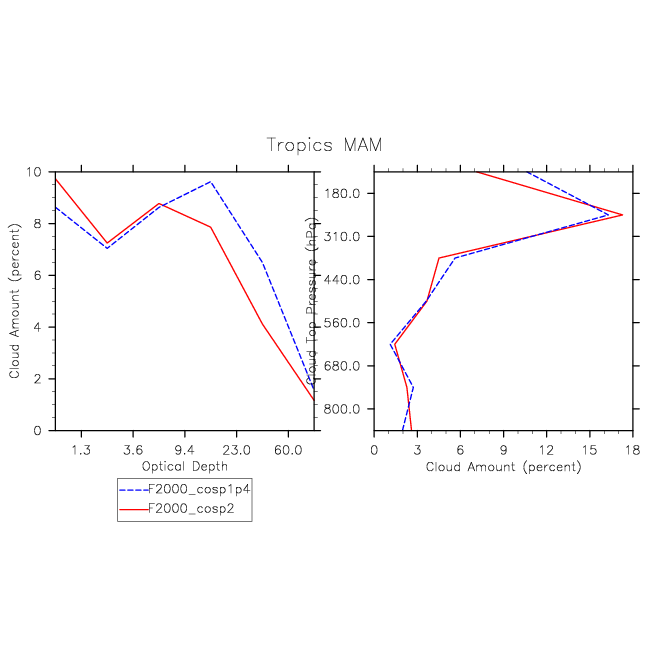 Tropics MAM
10
8
6
4
2
0
Cloud Amount (percent)
1.3 3.6 9.4 23.0 60.0
Optical Depth
Cloud Top Pressure (hPa)
180.0
310.0
440.0
560.0
680.0
800.0
0 3 6 9 12 15 18
Cloud Amount (percent)
F2000_cosp1p4
F2000_cosp2